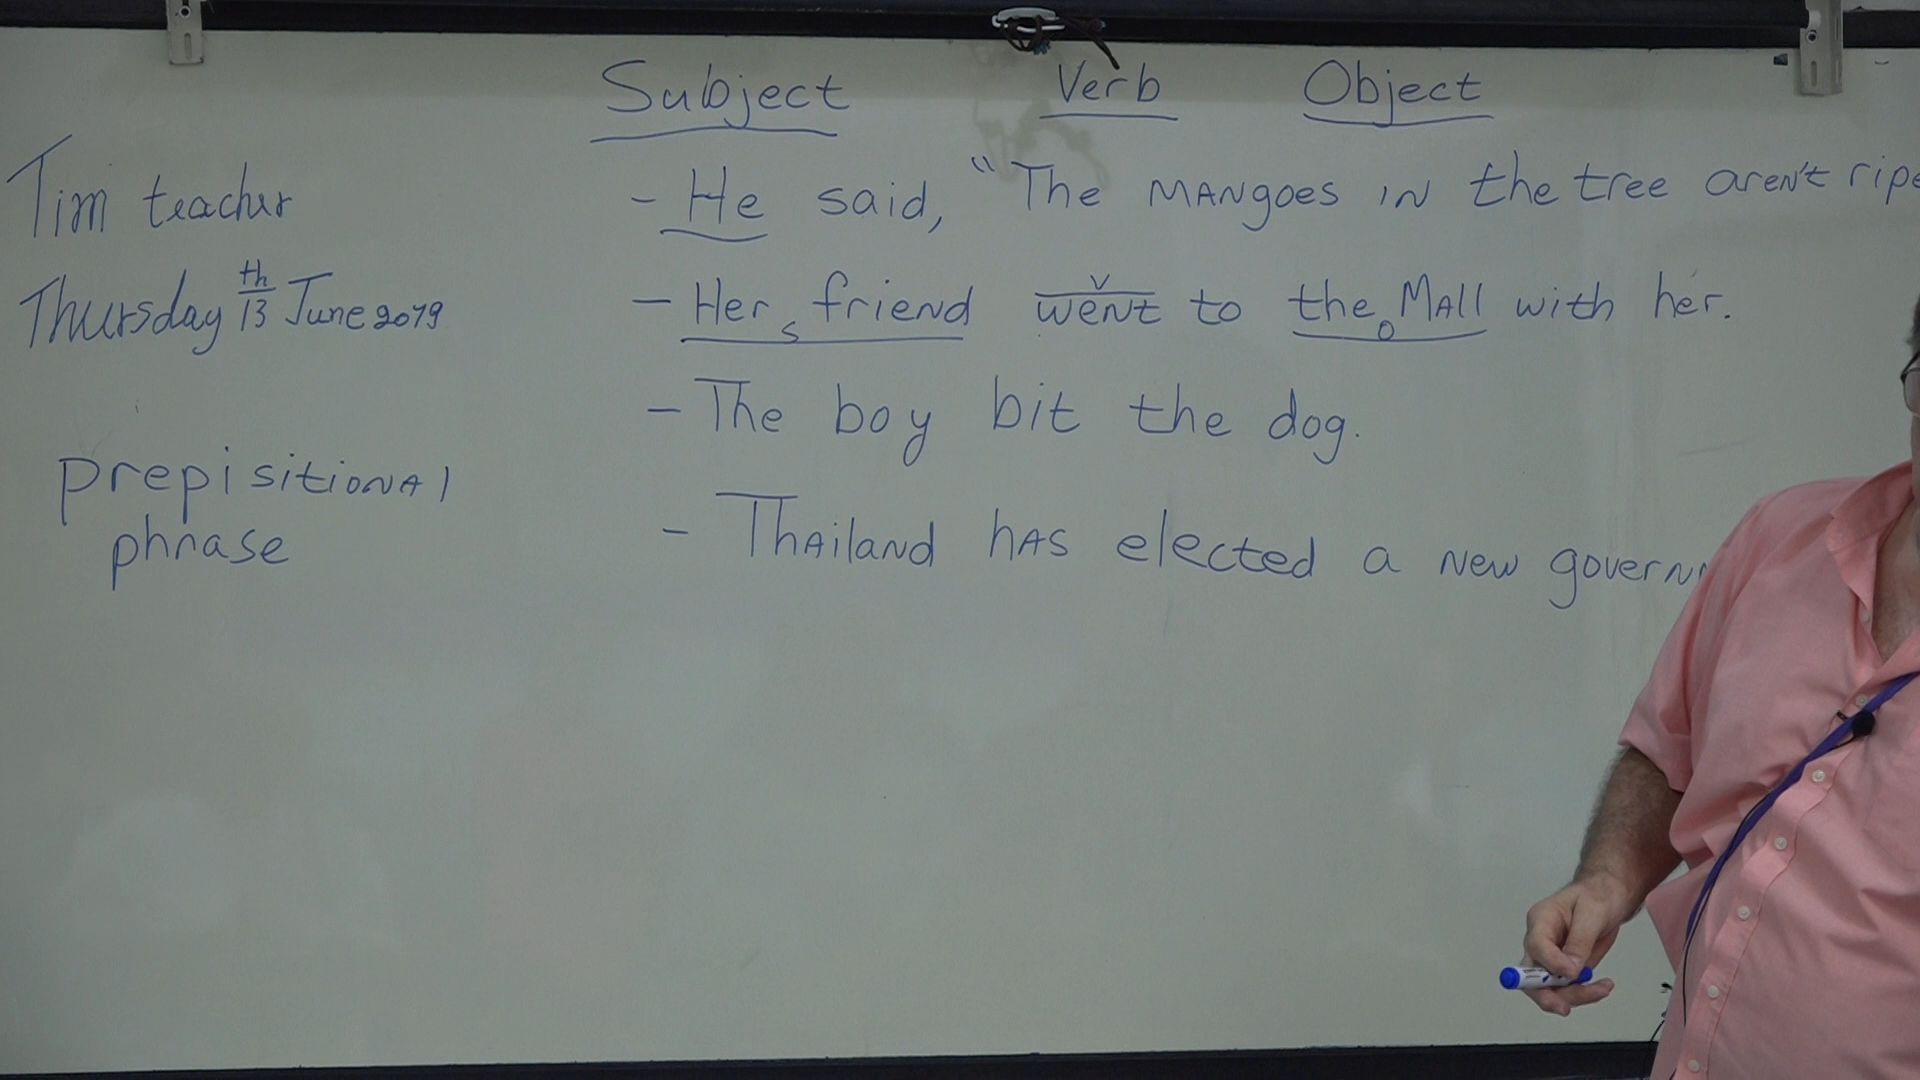 Subject Verb Object
Tim teacher
Thursday 13th June 2019
prepisitional
phrase
- He said, "The mangoes in the tree aren't ripe
- Her friend went to the Mall with her.
s v o
- The boy bit the dog.
- Thailand has elected a new governm